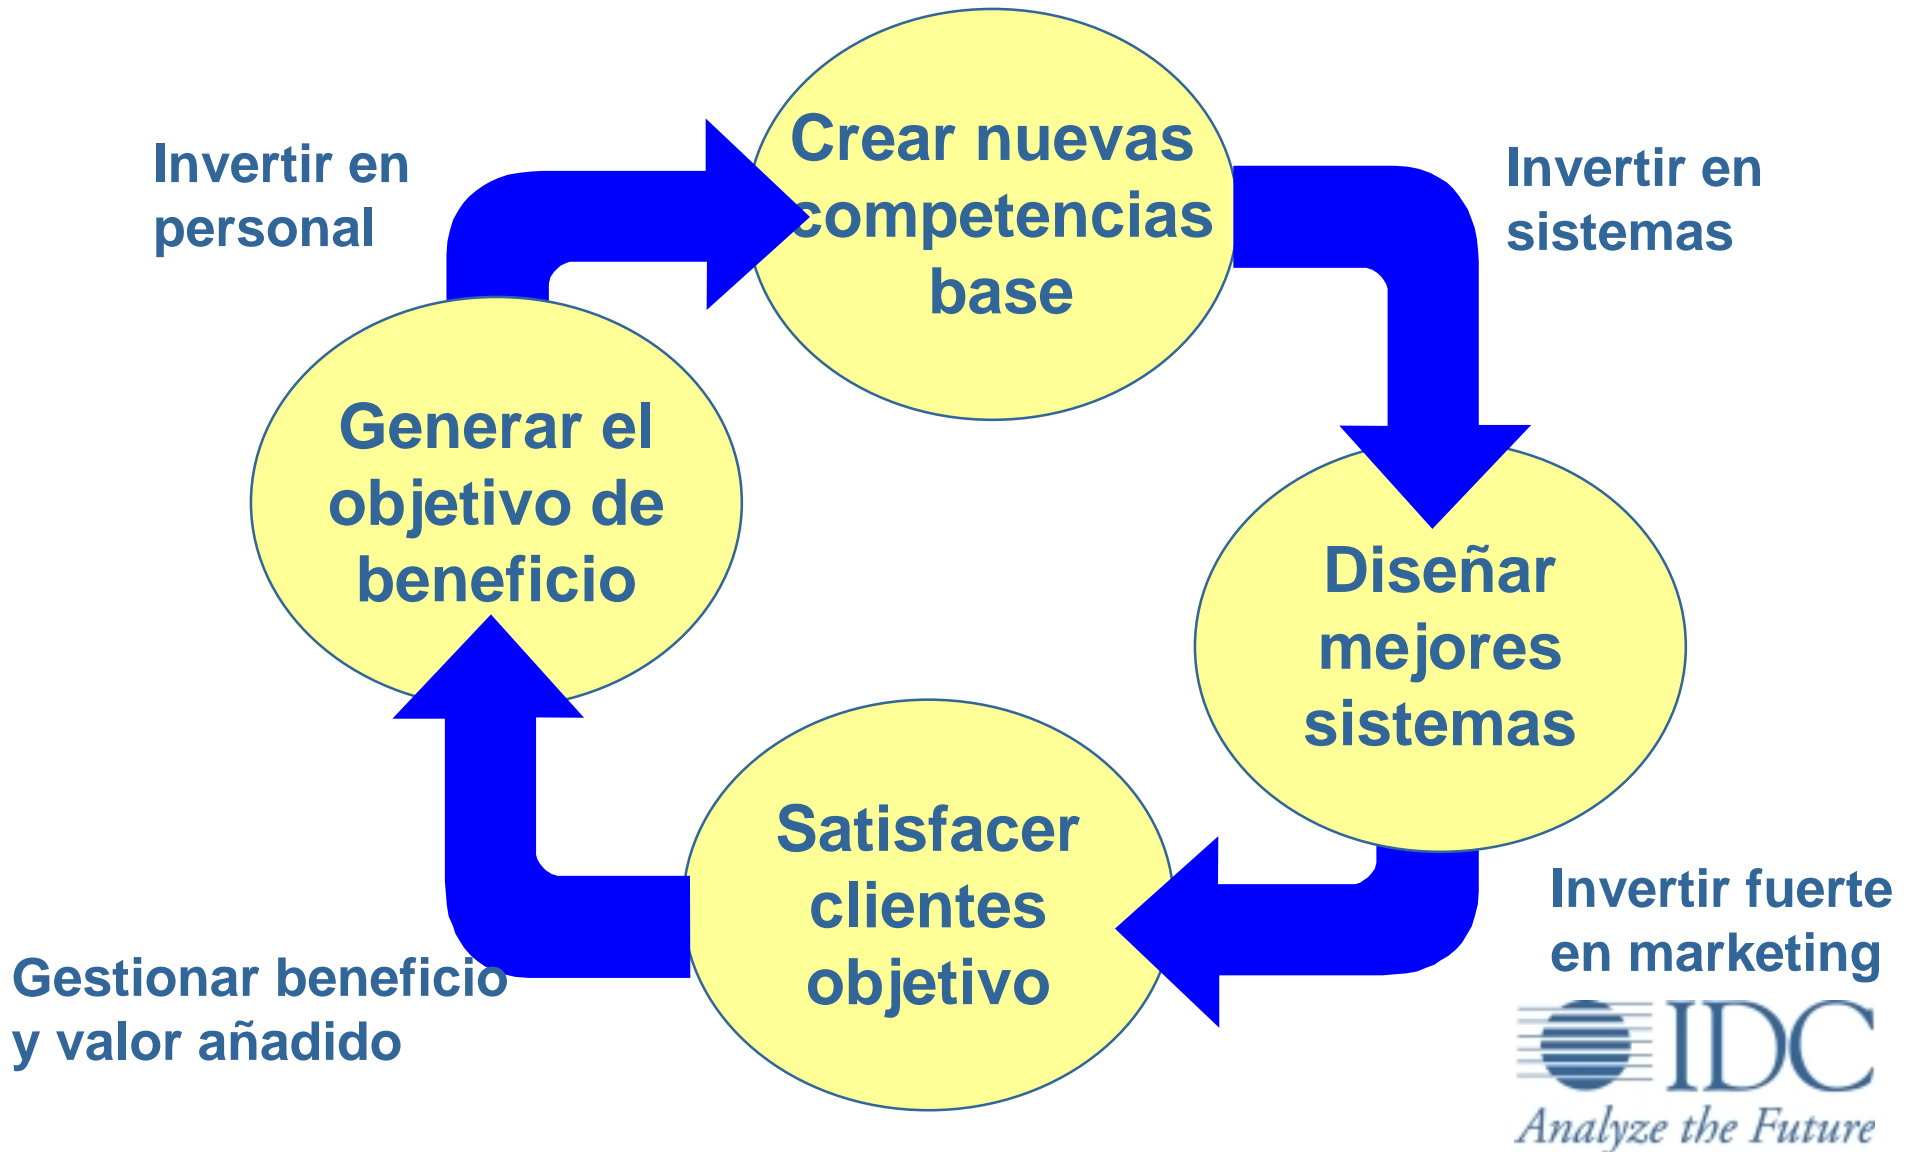 Invertir en
personal
Crear nuevas
competencias
base
Invertir en
sistemas
Generar el
objetivo de
beneficio
Diseñar
mejores
sistemas
Satisfacer
clientes
objetivo
Invertir fuerte
en marketing
Gestionar beneficio
y valor añadido
IDC
Analyze the Future